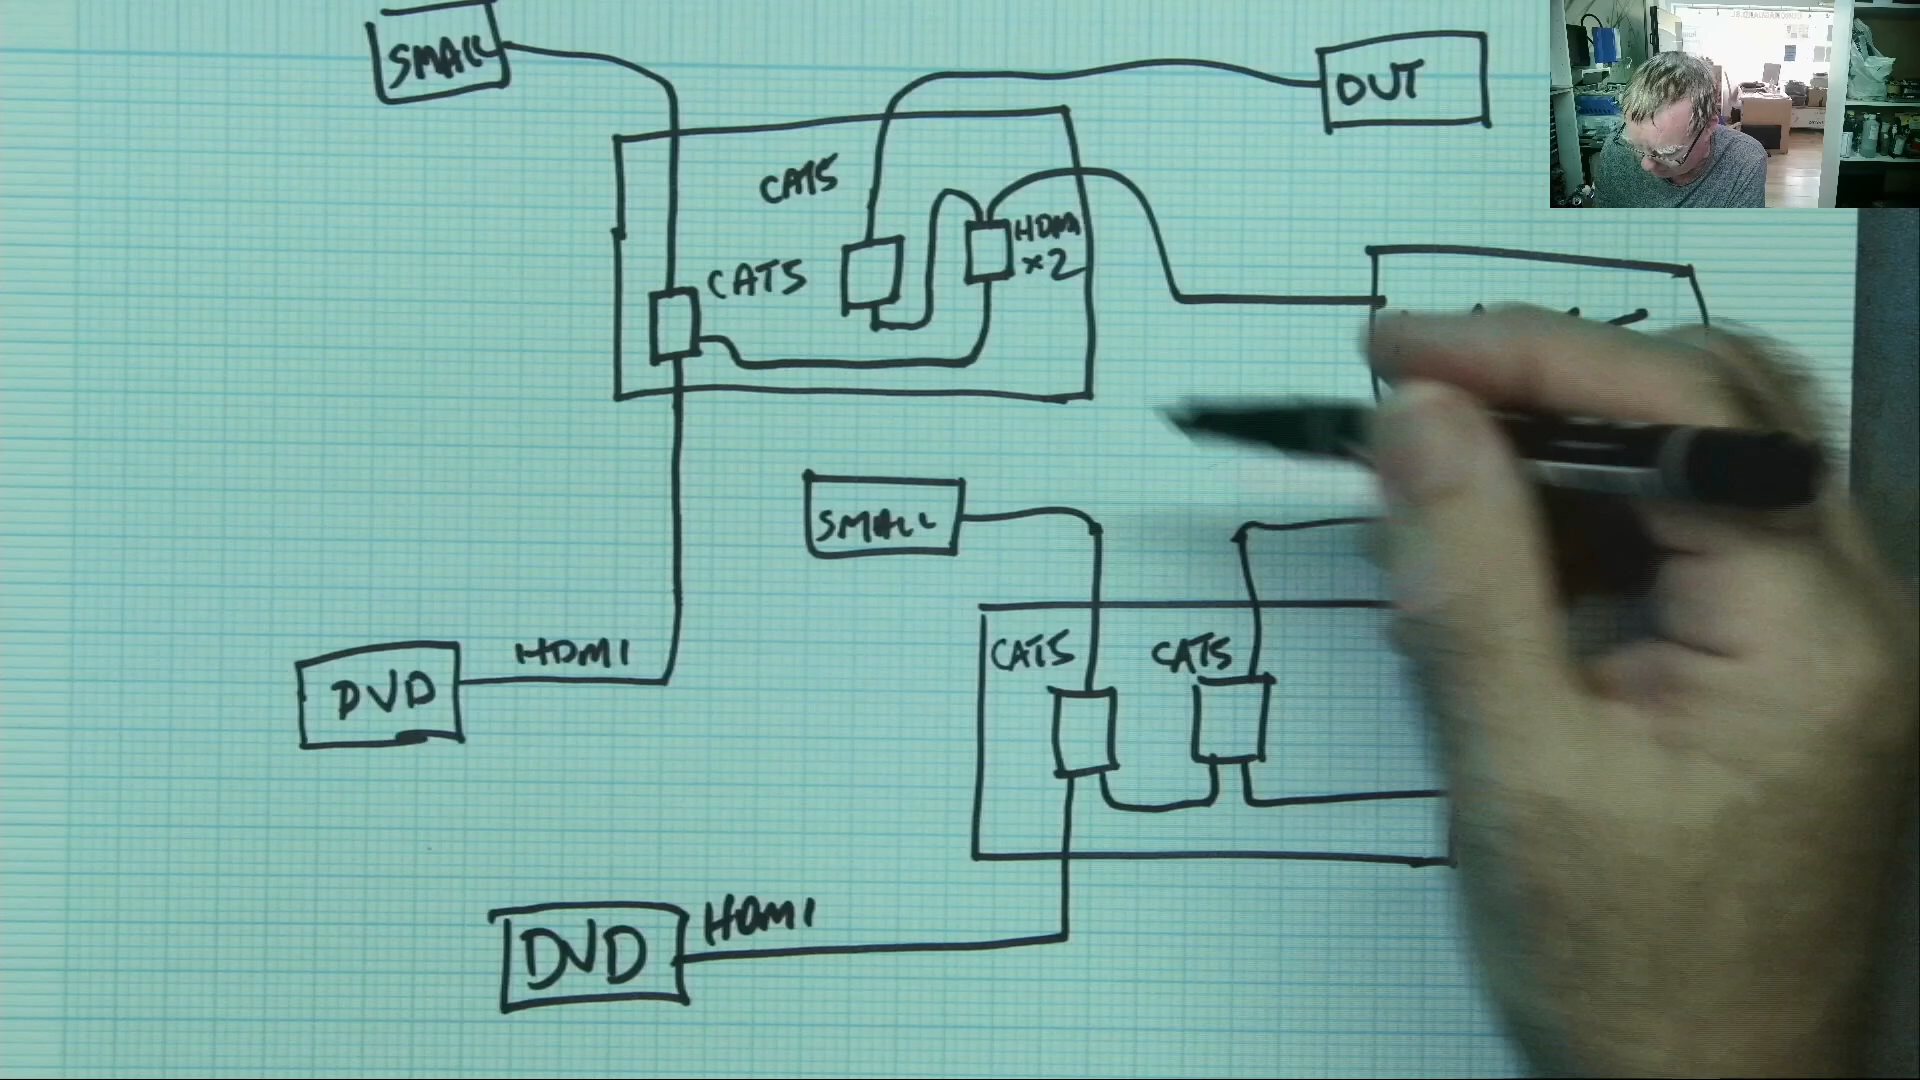 SMALL
OUT
CAT5
HDMI
x2
CAT5
SMALL
HDMI
DVD
CAT5
CAT5
HDMI
DVD